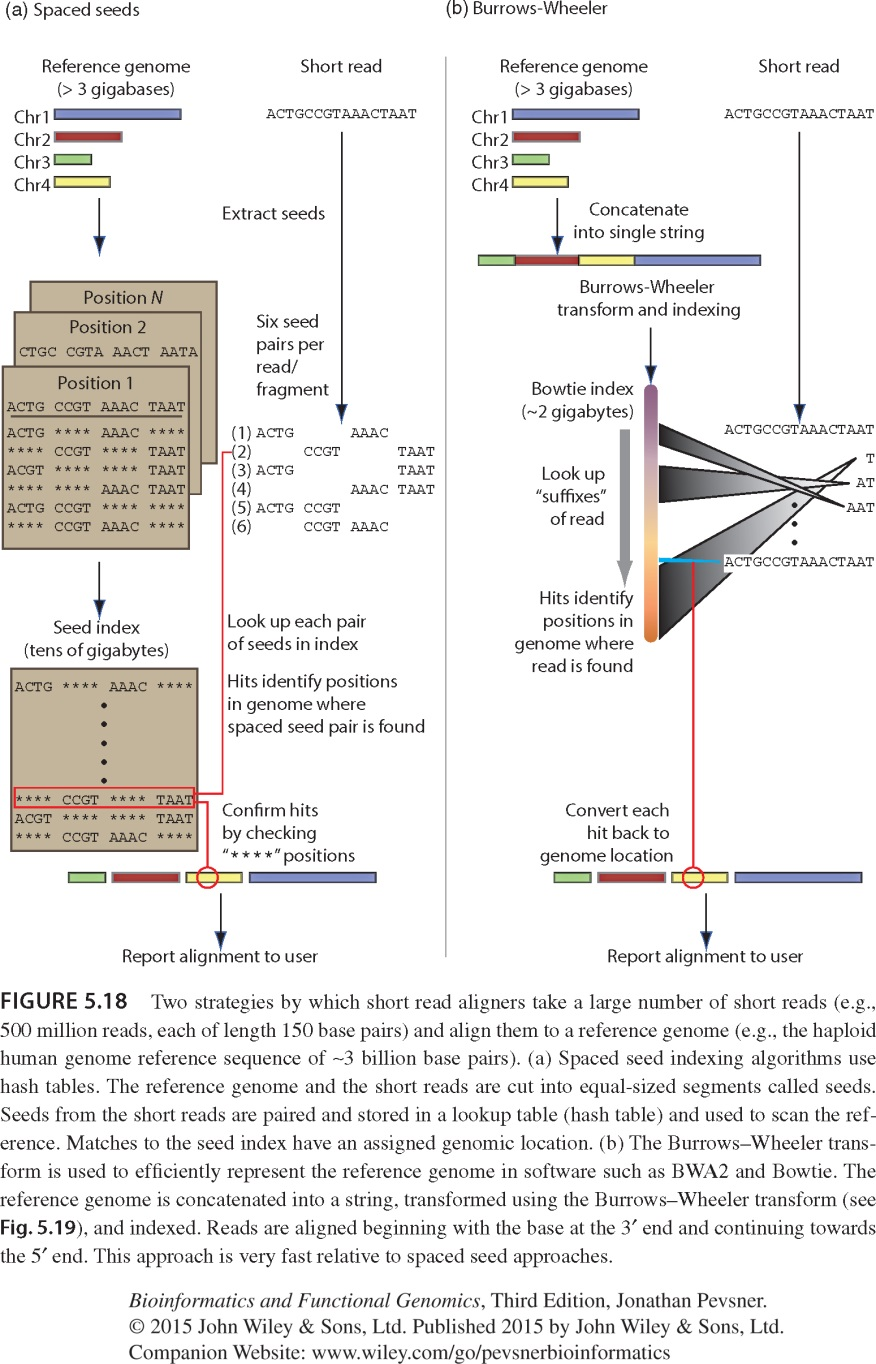 (a) Spaced seeds
Reference genome
(> 3 gigabases)
Short read
Chr1
Chr2
Chr3
Chr4
ACTGCCGTAAACTAAT
Extract seeds
Position N
Position 2
CTGC CCGTA AACT AATA
Position 1
ACTG CCGT AAAC TAAT
ACTG **** AAAC ****
**** CCGT **** TAAT
ACGT **** **** TAAT
**** **** AAAC TAAT
ACTG CCGT **** ****
**** CCGT AAAC ****
Six seed
pairs per
read/
fragment
(1) ACTG AAAC
(2) CCGT TAAT
(3) ACTG TAAT
(4) AAAC TAAT
(5) ACTG CCGT
(6) CCGT AAAC
Seed index
(tens of gigabytes)
ACTG **** AAAC ****
**** CCGT **** TAAT
ACGT **** **** TAAT
**** CCGT AAAC ****
Look up each pair
of seeds in index
Hits identify positions
in genome where
spaced seed pair is found
Confirm hits
by checking
"****" positions
Report alignment to user
(b) Burrows-Wheeler
Reference genome
(> 3 gigabases)
Short read
Chr1
Chr2
Chr3
Chr4
ACTGCCGTAAACTAAT
Concatenate
into single string
Burrows-Wheeler
transform and indexing
Bowtie index
(~2 gigabytes)
Look up
"suffixes"
of read
Hits identify
positions in
genome where
read is found
ACTGCCGTAAACTAAT
T
AT
AAT
ACTGCCGTAAACTAAT
Convert each
hit back to
genome location
Report alignment to user
FIGURE 5.18 Two strategies by which short read aligners take a large number of short reads (e.g.,
500 million reads, each of length 150 base pairs) and align them to a reference genome (e.g., the haploid
human genome reference sequence of ~3 billion base pairs). (a) Spaced seed indexing algorithms use
hash tables. The reference genome and the short reads are cut into equal-sized segments called seeds.
Seeds from the short reads are paired and stored in a lookup table (hash table) and used to scan the ref-
erence. Matches to the seed index have an assigned genomic location. (b) The Burrows–Wheeler trans-
form is used to efficiently represent the reference genome in software such as BWA2 and Bowtie. The
reference genome is concatenated into a string, transformed using the Burrows–Wheeler transform (see
Fig. 5.19), and indexed. Reads are aligned beginning with the base at the 3′ end and continuing towards
the 5′ end. This approach is very fast relative to spaced seed approaches.
Bioinformatics and Functional Genomics, Third Edition, Jonathan Pevsner.
© 2015 John Wiley & Sons, Ltd. Published 2015 by John Wiley & Sons, Ltd.
Companion Website: www.wiley.com/go/pevsnerbioinformatics